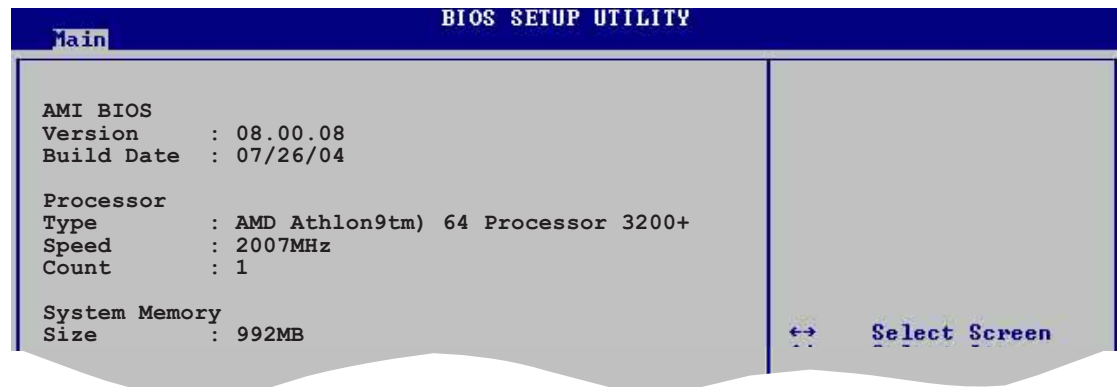 BIOS SETUP UTILITY
Main
AMI BIOS
Version : 08.00.08
Build Date : 07/26/04
Processor
Type : AMD Athlon9tm) 64 Processor 3200+
Speed : 2007MHz
Count : 1
System Memory
Size : 992MB
↔ Select Screen